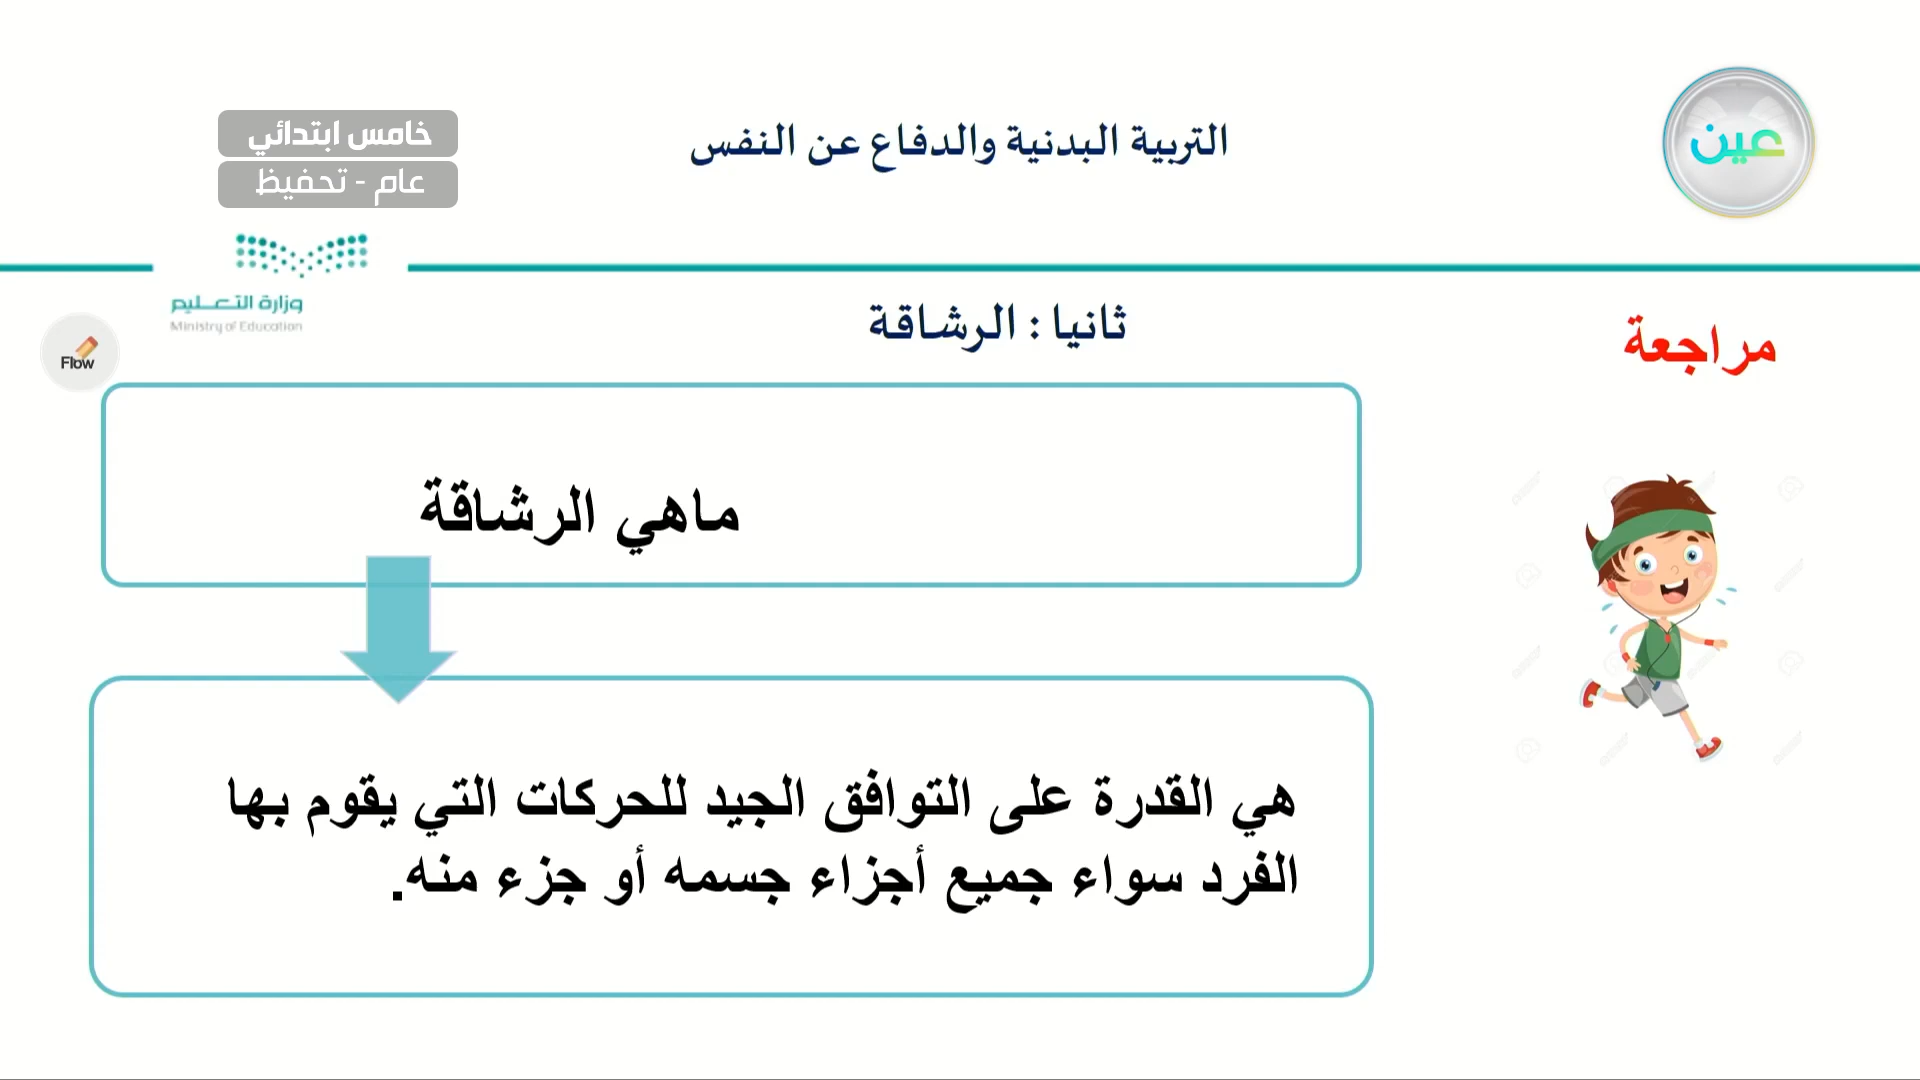 خامس ابتدائي
عام - تحفيظ
التربية البدنية والدفاع عن النفس
عين
وزارة التعليم
Ministry of Education
Flow
ثانيا : الرشاقة
مراجعة
ماهي الرشاقة
هي القدرة على التوافق الجيد للحركات التي يقوم بها
الفرد سواء جميع أجزاء جسمه أو جزء منه.